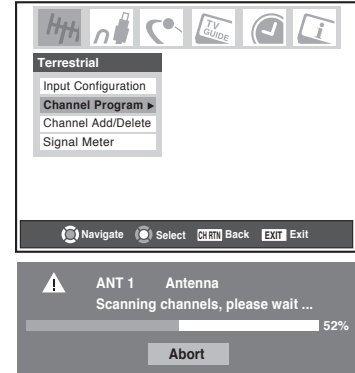 TV
GUIDE
i
Terrestrial
Input Configuration
Channel Program ▶
Channel Add/Delete
Signal Meter
Navigate Select CH RTN Back EXIT Exit
ANT 1 Antenna
Scanning channels, please wait ...
52%
Abort